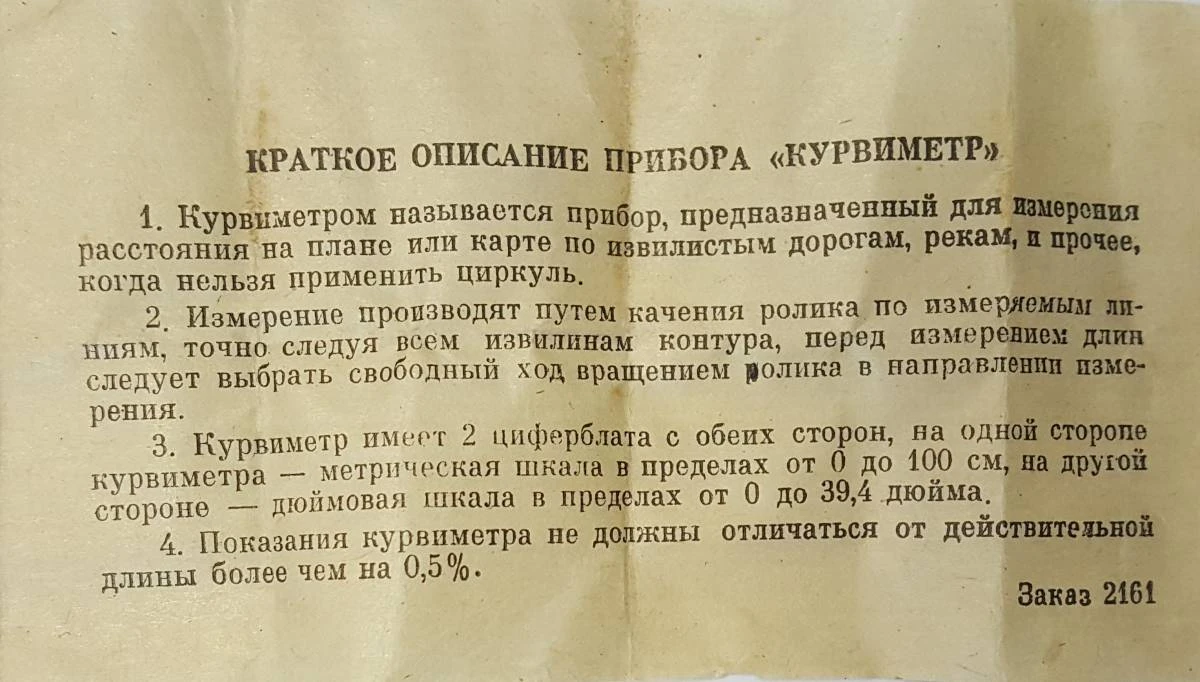 КРАТКОЕ ОПИСАНИЕ ПРИБОРА «КУРВИМЕТР»
1. Курвиметром называется прибор, предназначенный для измерения
расстояния на плане или карте по извилистым дорогам, рекам, и прочее,
когда нельзя применить циркуль.
2. Измерение производят путем качения ролика по измеряемым ли-
ниям, точно следуя всем извилинам контура, перед измерением длин
следует выбрать свободный ход вращением ролика в направлении изме-
рения.
3. Курвиметр имеет 2 циферблата с обеих сторон, на одной стороне
курвиметра — метрическая шкала в пределах от 0 до 100 см, на другой
стороне — дюймовая шкала в пределах от 0 до 39,4 дюйма.
4. Показания курвиметра не должны отличаться от действительной
длины более чем на 0,5%.
Заказ 2161